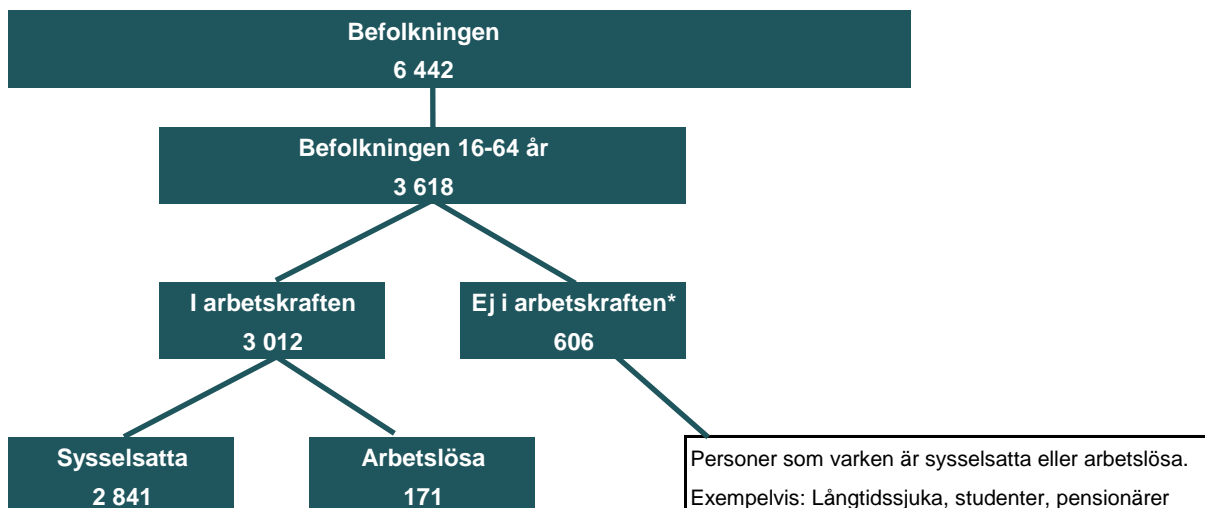 Befolkningen
6 442
Befolkningen 16-64 år
3 618
I arbetskraften
3 012
Ej i arbetskraften*
606
Sysselsatta
2 841
Arbetslösa
171
Personer som varken är sysselsatta eller arbetslösa.
Exempelvis: Långtidssjuka, studenter, pensionärer